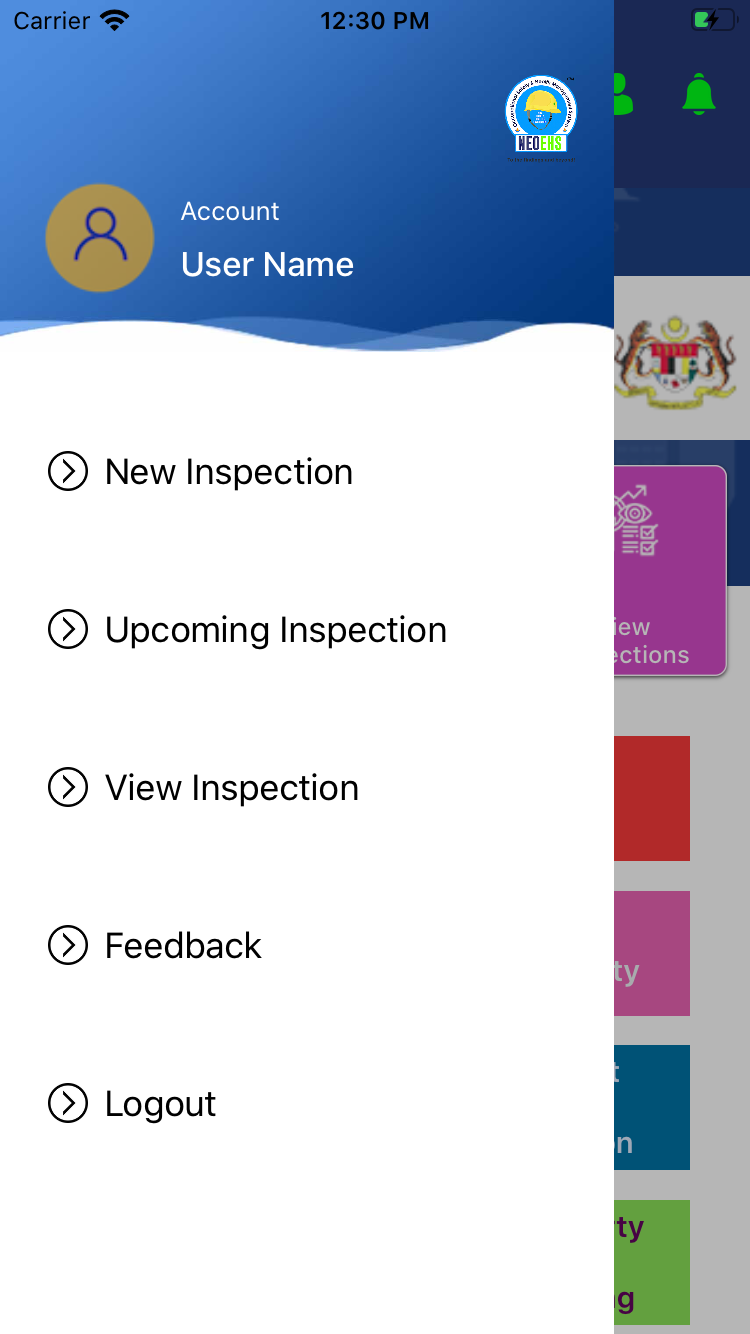 Carrier
12:30 PM
NEOEHS
Account
User Name
New Inspection
Upcoming Inspection
View Inspection
Feedback
Logout
iew
ections
ty
t
on
ty
g